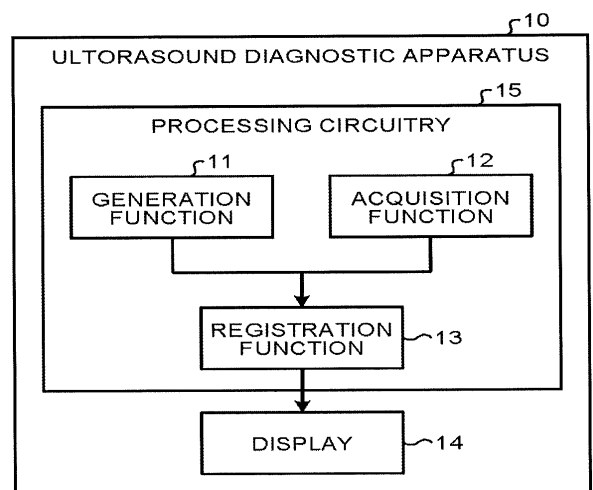 10
ULTORASOUND DIAGNOSTIC APPARATUS
15
PROCESSING CIRCUITRY
11
GENERATION
FUNCTION
12
ACQUISITION
FUNCTION
REGISTRATION
FUNCTION
13
DISPLAY
14